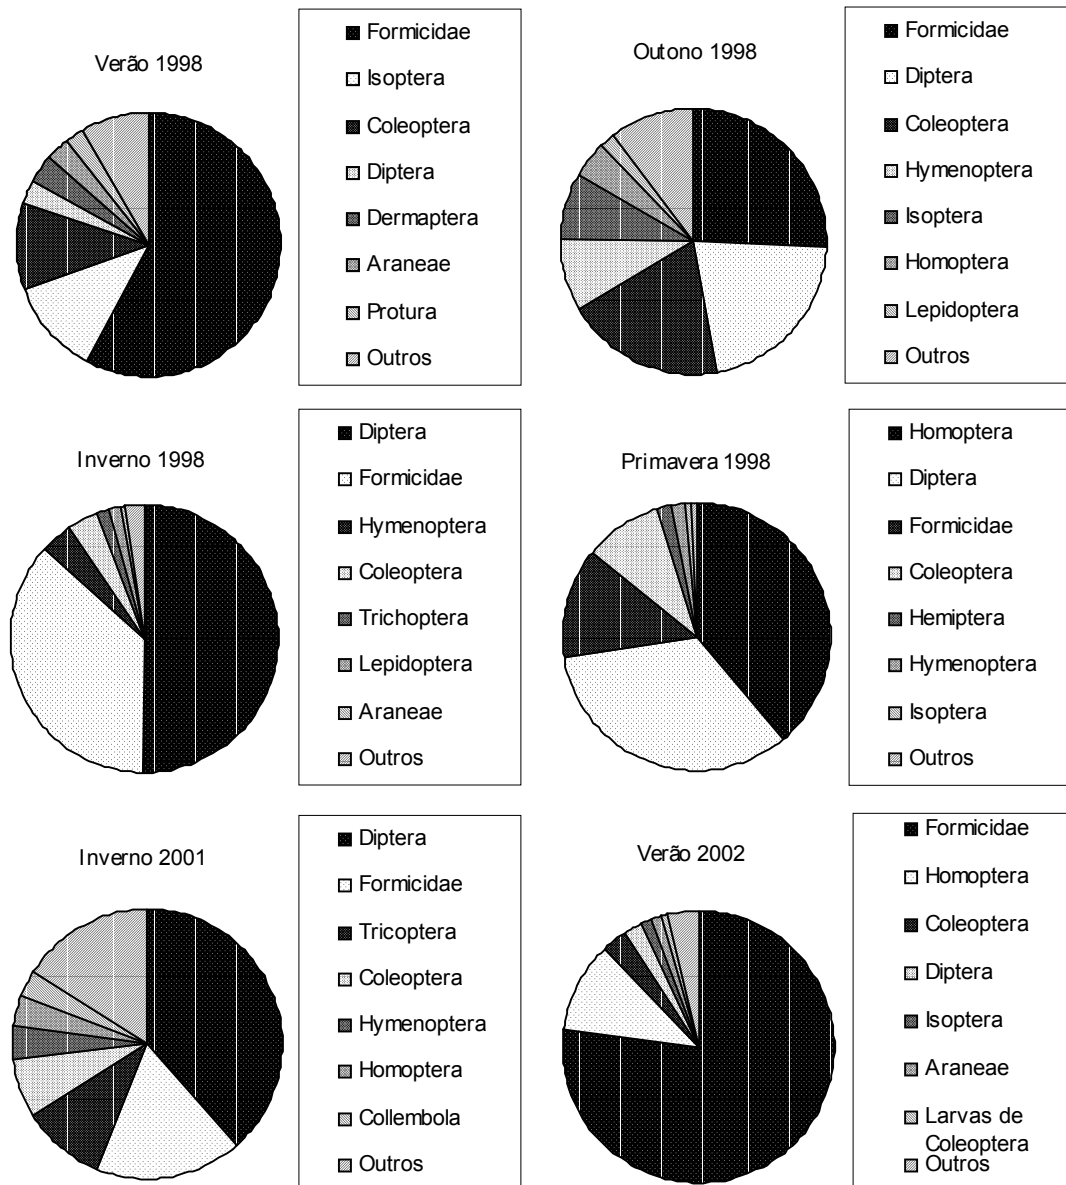 Verão 1998
Formicidae
Isoptera
Coleoptera
Diptera
Dermaptera
Araneae
Protura
Outros
Outono 1998
Formicidae
Diptera
Coleoptera
Hymenoptera
Isoptera
Homoptera
Lepidoptera
Outros
Inverno 1998
Diptera
Formicidae
Hymenoptera
Coleoptera
Trichoptera
Lepidoptera
Araneae
Outros
Primavera 1998
Homoptera
Diptera
Formicidae
Coleoptera
Hemiptera
Hymenoptera
Isoptera
Outros
Inverno 2001
Diptera
Formicidae
Tricoptera
Coleoptera
Hymenoptera
Homoptera
Collembola
Outros
Verão 2002
Formicidae
Homoptera
Coleoptera
Diptera
Isoptera
Araneae
Larvas de
Coleoptera
Outros